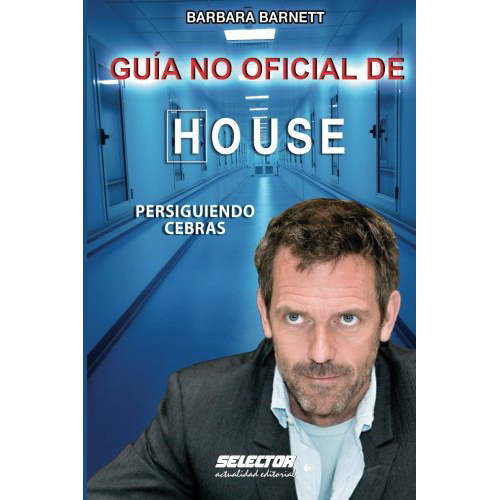 BARBARA BARNETT
GUÍA NO OFICIAL DE
HOUSE
PERSIGUIENDO
CEBRAS
SELECTOR
actualidad editorial